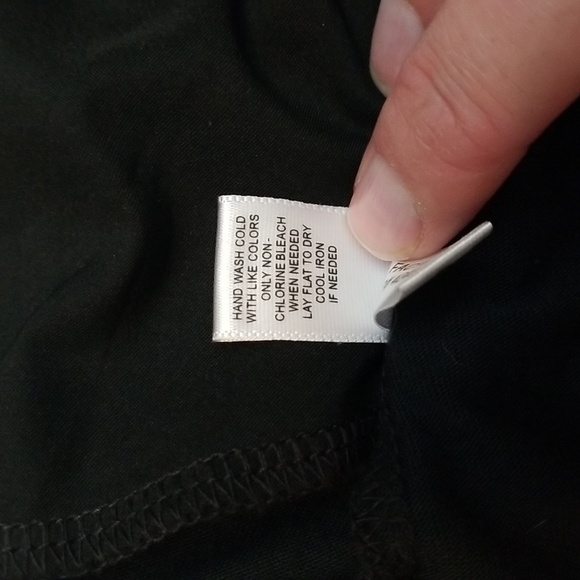 HAND WASH COLD
WITH LIKE COLORS
ONLY NON-
CHLORINE BLEACH
WHEN NEEDED
LAY FLAT TO DRY
COOL IRON
IF NEEDED